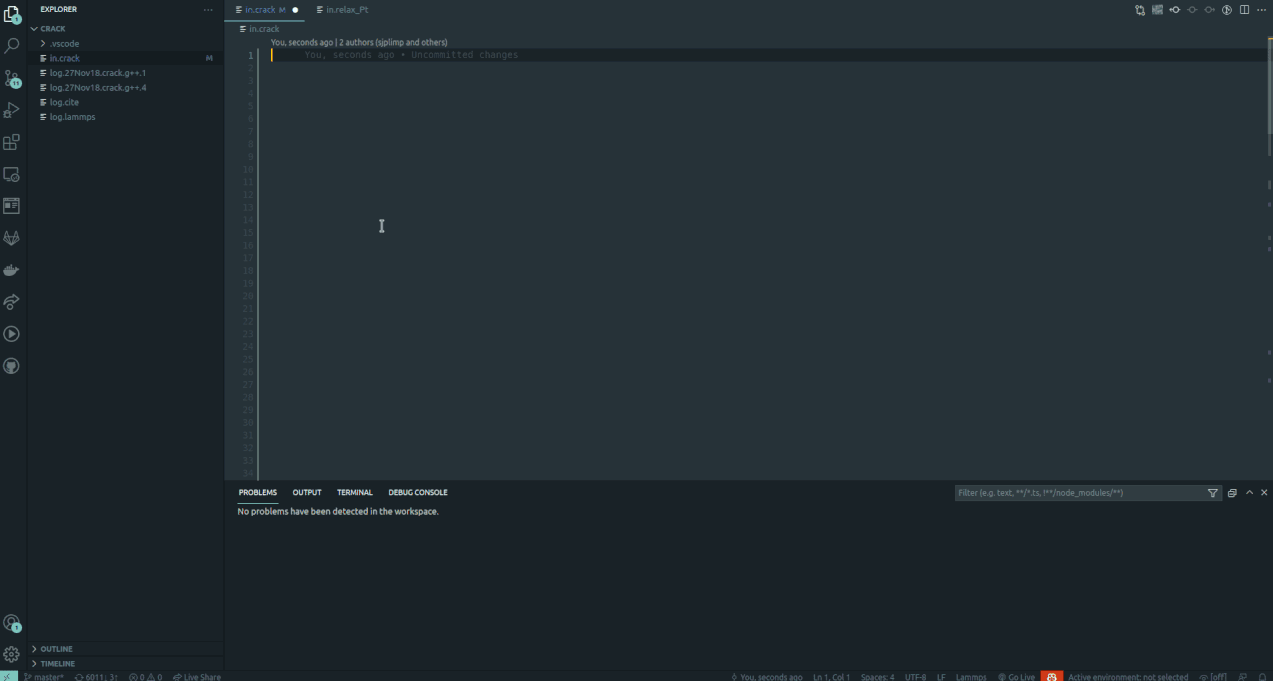 EXPLORER
CRACK
.vscode
in.crack M
log.27Nov18.crack.g++.1
log.27Nov18.crack.g++.4
log.cite
log.lammps
OUTLINE
TIMELINE
in.crack M
in.relax_Pt
in.crack
You, seconds ago | 2 authors (sjplimp and others)
1 You, seconds ago • Uncommitted changes
2
3
4
5
6
7
8
9
10
11
12
13
14
15
16
17
18
19
20
21
22
23
24
25
26
27
28
29
30
31
32
33
34
PROBLEMS OUTPUT TERMINAL DEBUG CONSOLE
Filter (e.g. text, **/*.ts, !**/node_modules/**)
No problems have been detected in the workspace.
1
11
1
master* 6011↓ 3↑ 0 0 Live Share
You, seconds ago Ln 1, Col 1 Spaces: 4 UTF-8 LF Lammps Go Live Active environment: not selected [off]